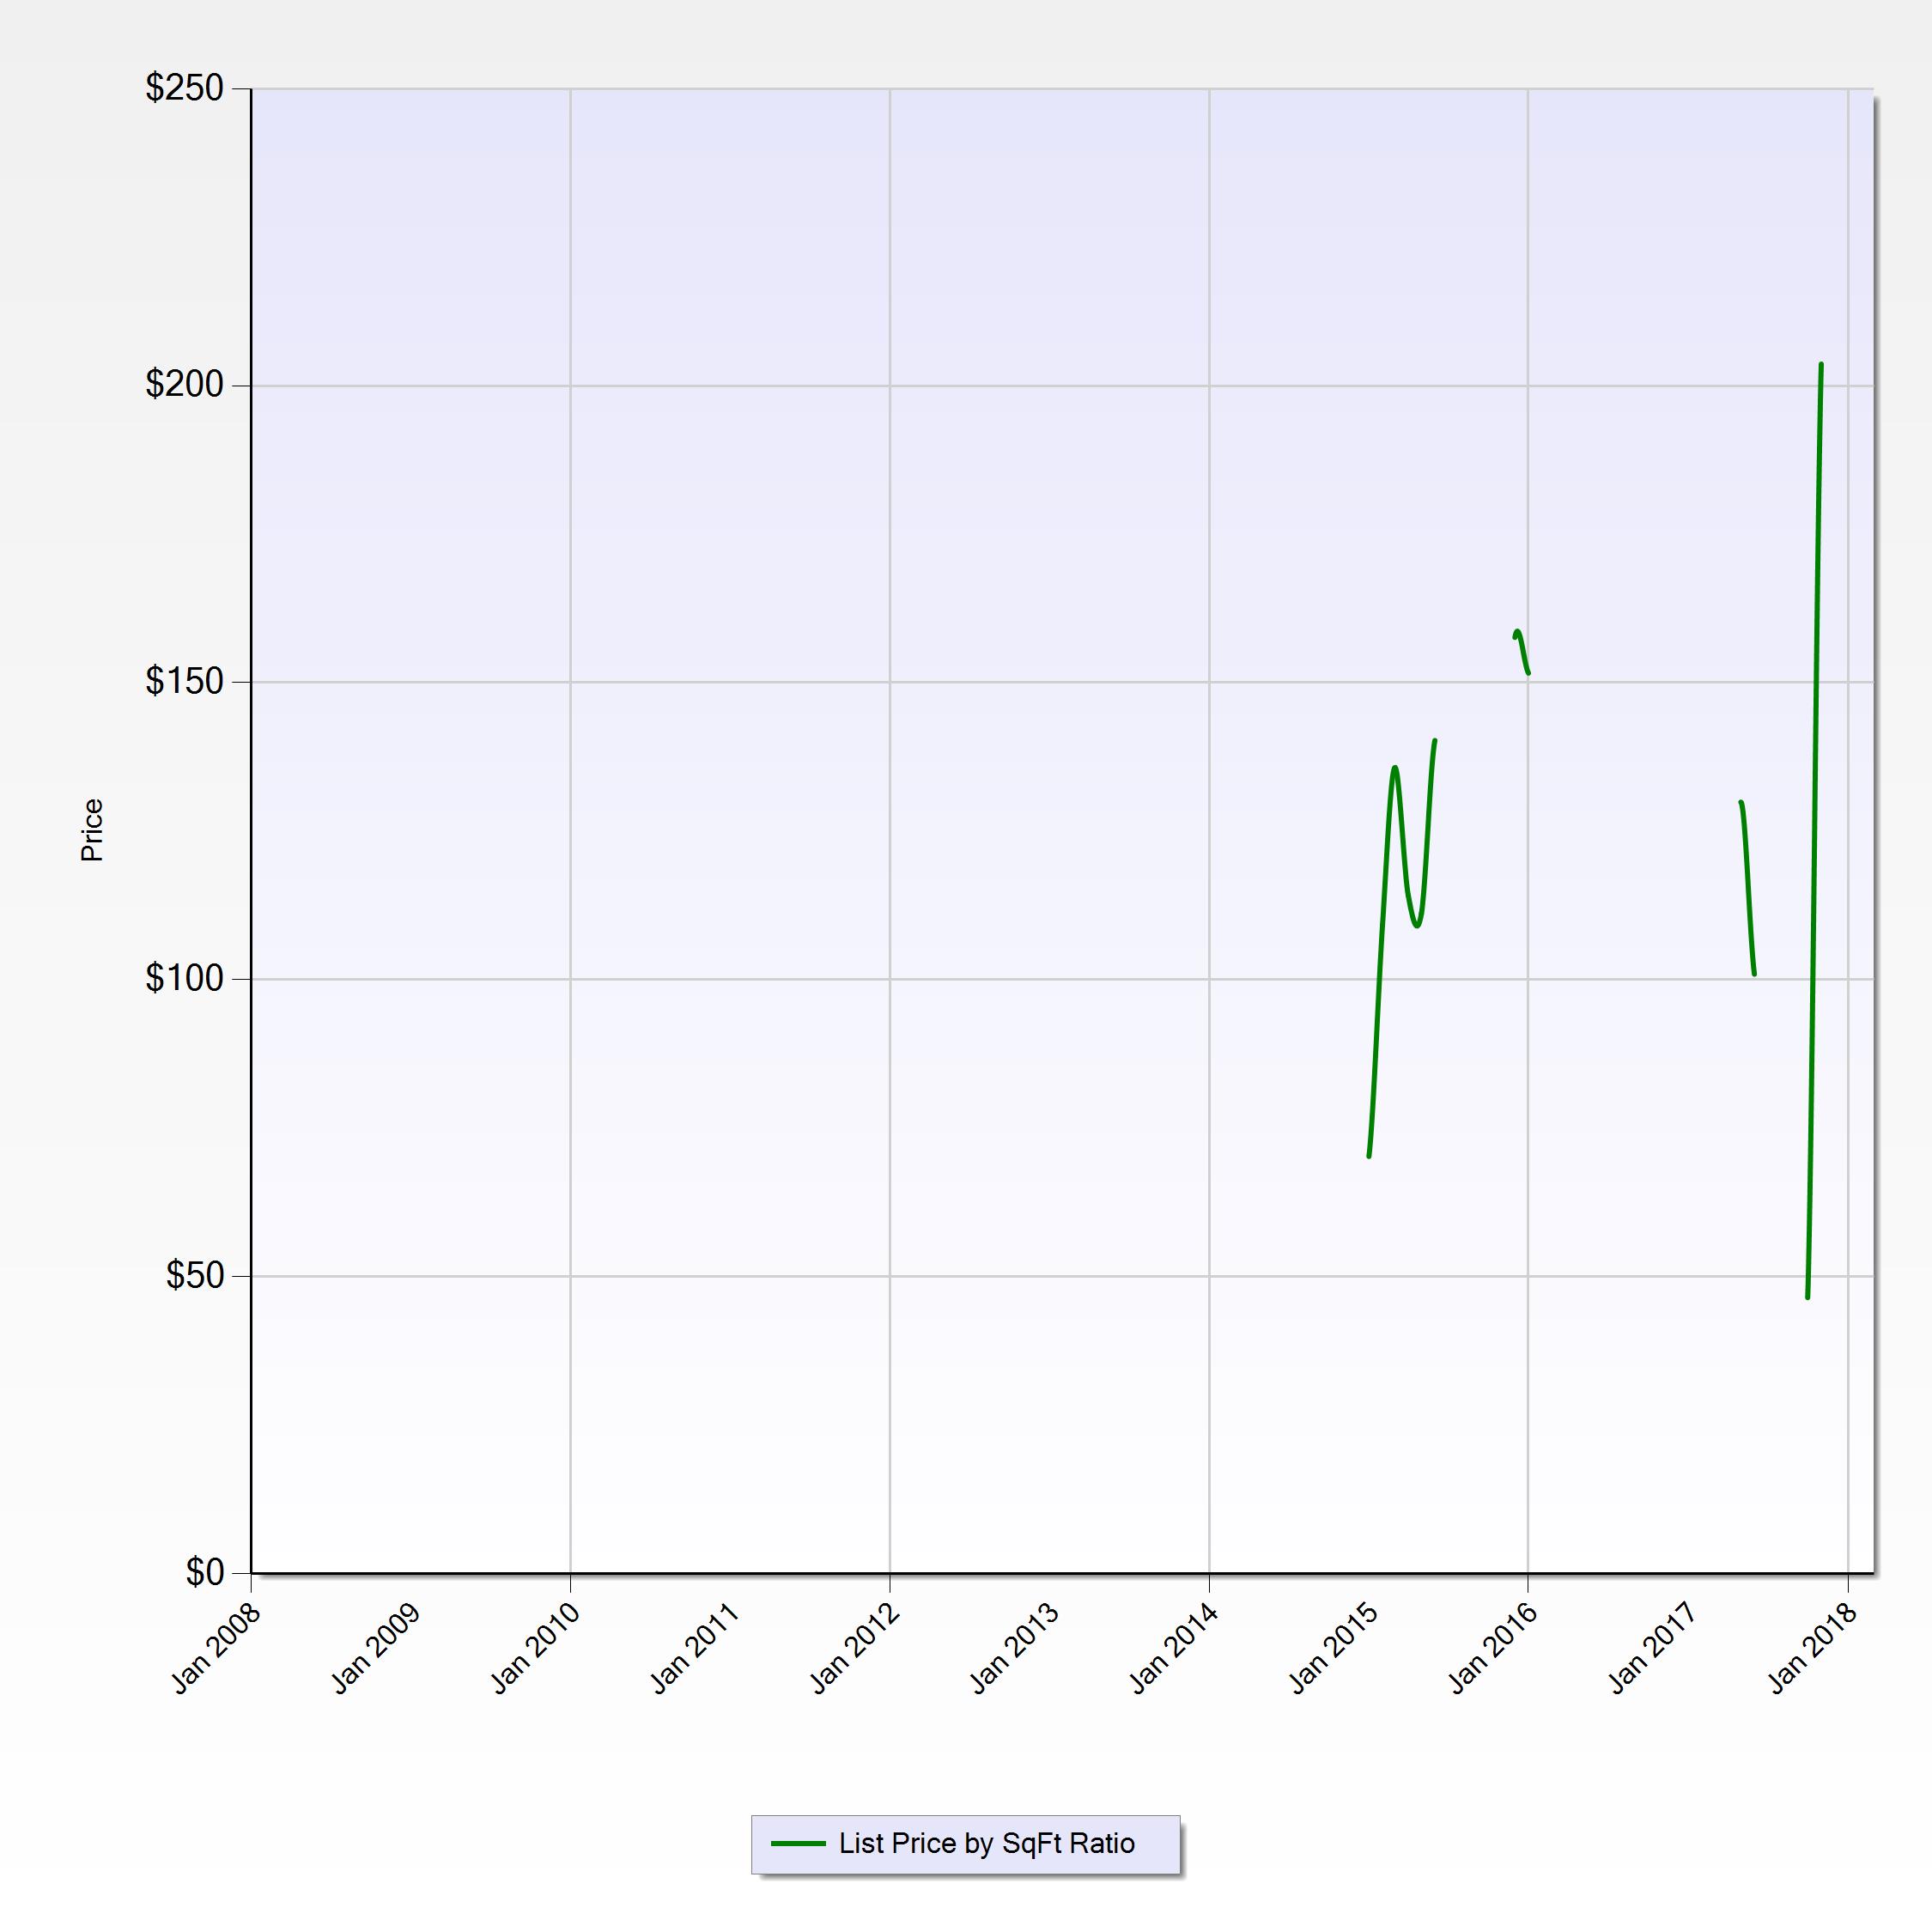 $250
$200
$150
$100
$50
$0
Price
Jan 2008
Jan 2009
Jan 2010
Jan 2011
Jan 2012
Jan 2013
Jan 2014
Jan 2015
Jan 2016
Jan 2017
Jan 2018
List Price by SqFt Ratio